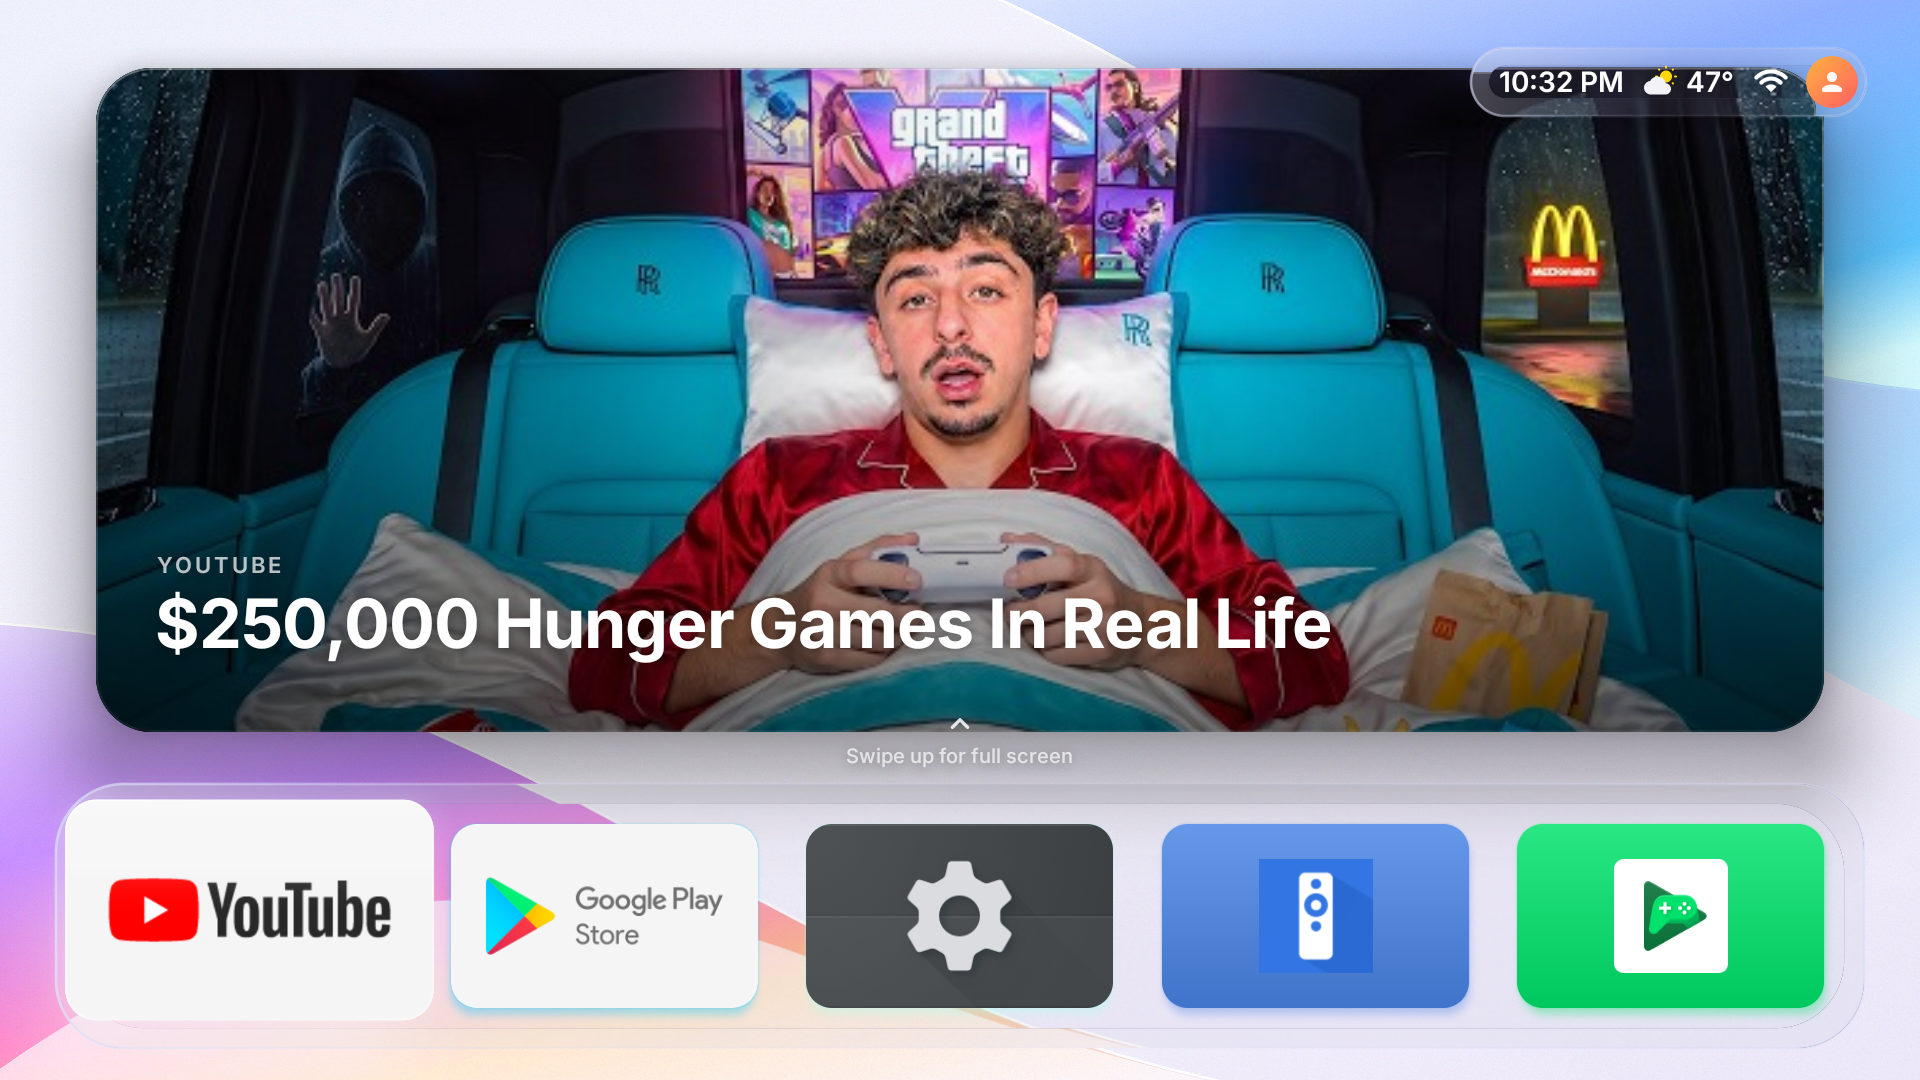 10:32 PM 47°
grand
theft
McDonald's
YOUTUBE
$250,000 Hunger Games In Real Life
Swipe up for full screen
YouTube
Google Play
Store